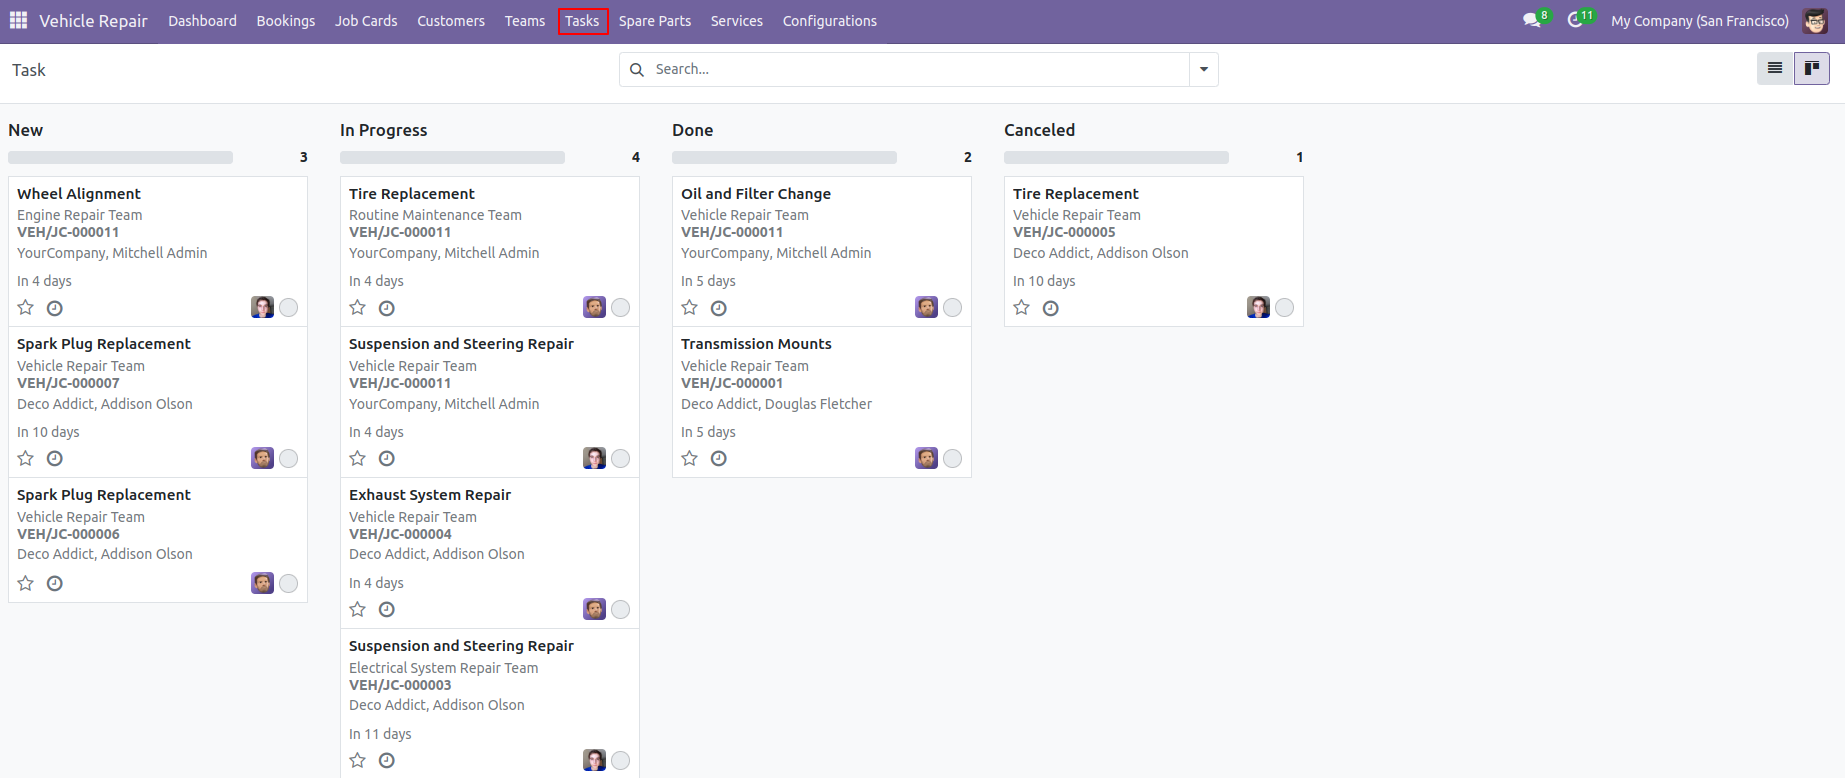 Vehicle Repair Dashboard Bookings Job Cards Customers Teams Tasks Spare Parts Services Configurations 8 11 My Company (San Francisco)
Task
Search...
New
3
Wheel Alignment
Engine Repair Team
VEH/JC-000011
YourCompany, Mitchell Admin
In 4 days
Spark Plug Replacement
Vehicle Repair Team
VEH/JC-000007
Deco Addict, Addison Olson
In 10 days
Spark Plug Replacement
Vehicle Repair Team
VEH/JC-000006
Deco Addict, Addison Olson
In Progress
4
Tire Replacement
Routine Maintenance Team
VEH/JC-000011
YourCompany, Mitchell Admin
In 4 days
Suspension and Steering Repair
Vehicle Repair Team
VEH/JC-000011
YourCompany, Mitchell Admin
In 4 days
Exhaust System Repair
Vehicle Repair Team
VEH/JC-000004
Deco Addict, Addison Olson
In 4 days
Suspension and Steering Repair
Electrical System Repair Team
VEH/JC-000003
Deco Addict, Addison Olson
In 11 days
Done
2
Oil and Filter Change
Vehicle Repair Team
VEH/JC-000011
YourCompany, Mitchell Admin
In 5 days
Transmission Mounts
Vehicle Repair Team
VEH/JC-000001
Deco Addict, Douglas Fletcher
In 5 days
Canceled
1
Tire Replacement
Vehicle Repair Team
VEH/JC-000005
Deco Addict, Addison Olson
In 10 days